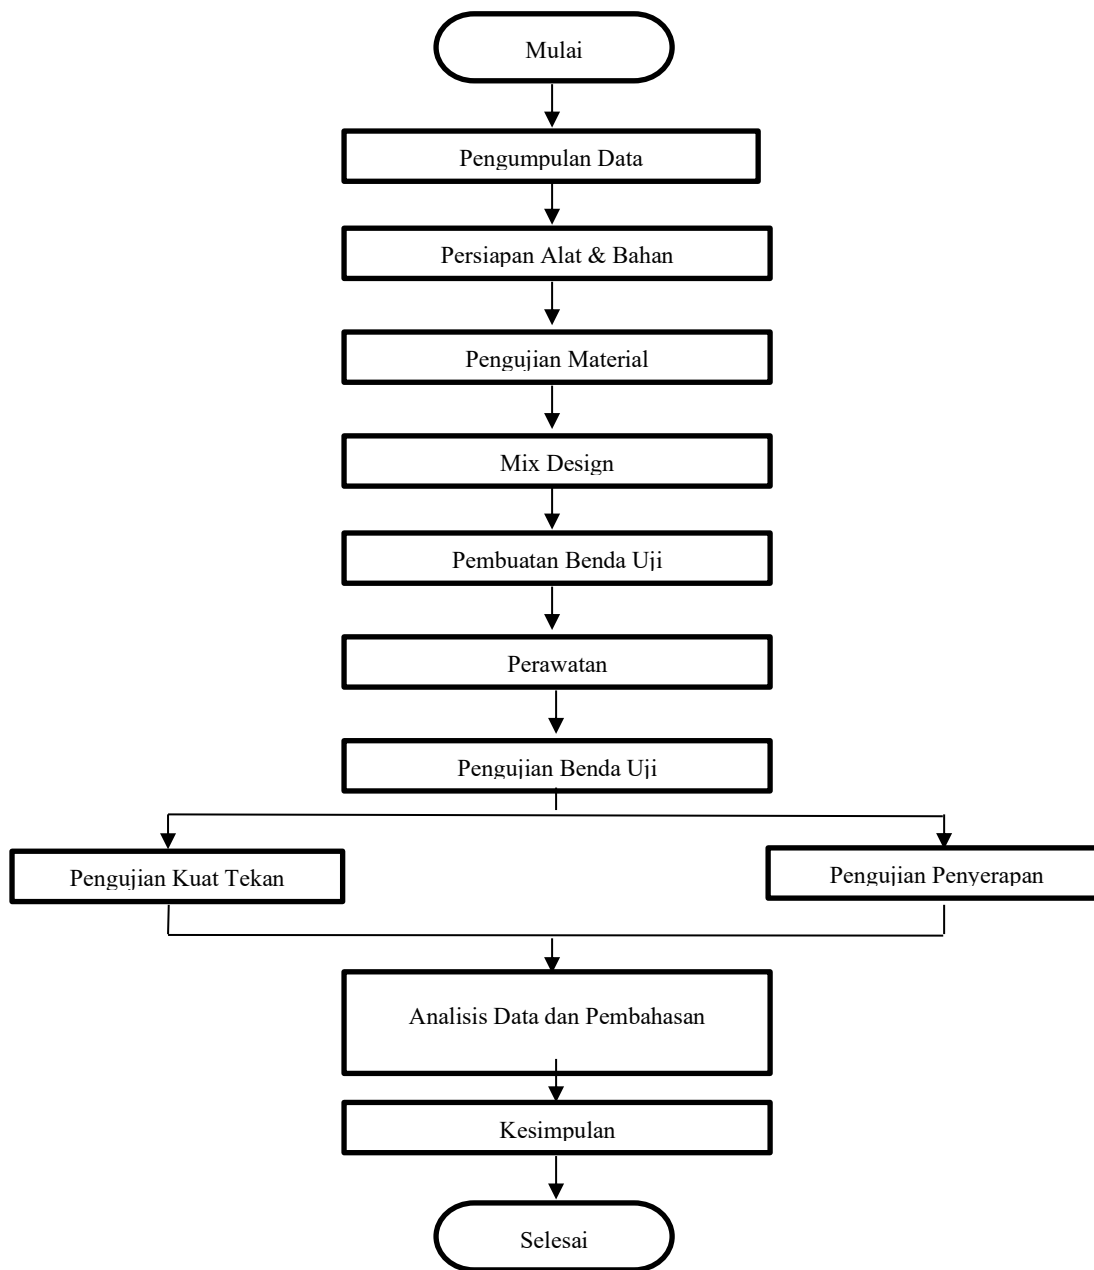 Mulai
Pengumpulan Data
Persiapan Alat & Bahan
Pengujian Material
Mix Design
Pembuatan Benda Uji
Perawatan
Pengujian Benda Uji
Pengujian Kuat Tekan
Pengujian Penyerapan
Analisis Data dan Pembahasan
Kesimpulan
Selesai